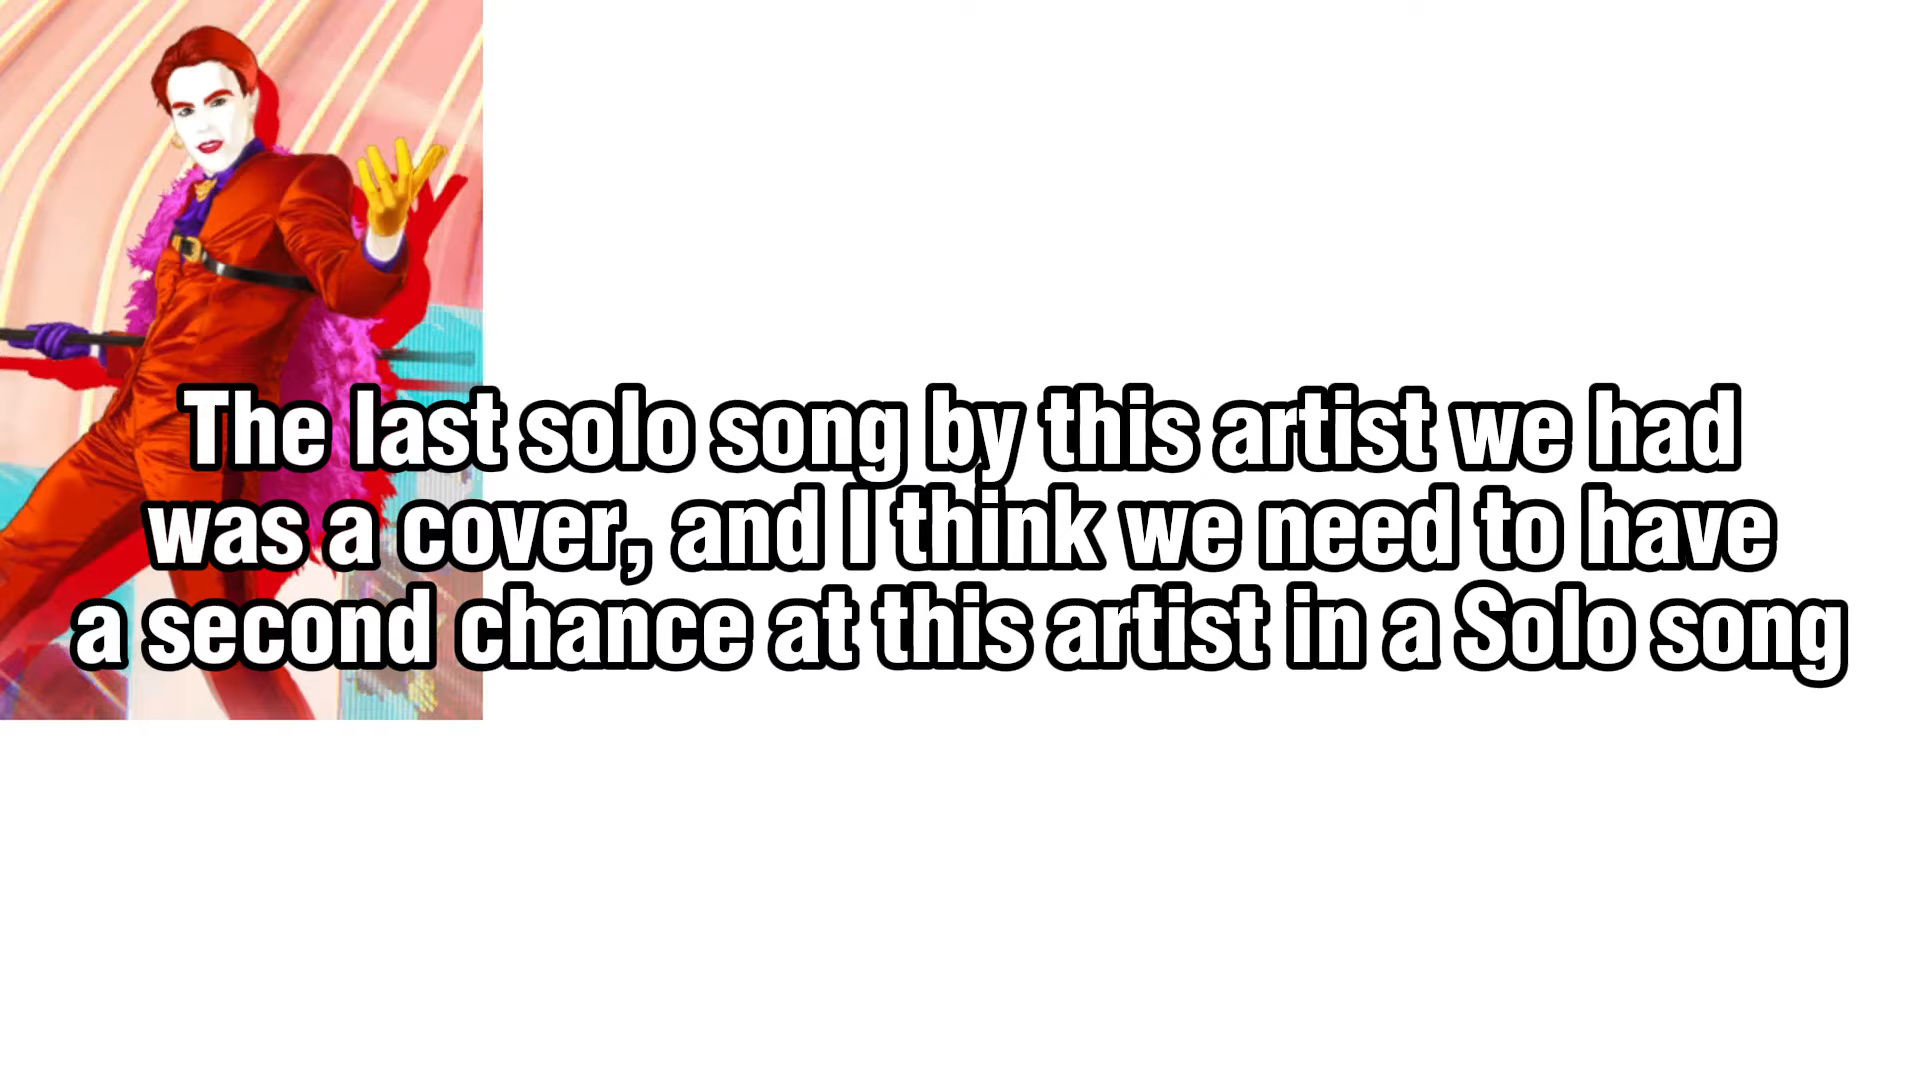 The last solo song by this artist we had
was a cover, and I think we need to have
a second chance at this artist in a Solo song